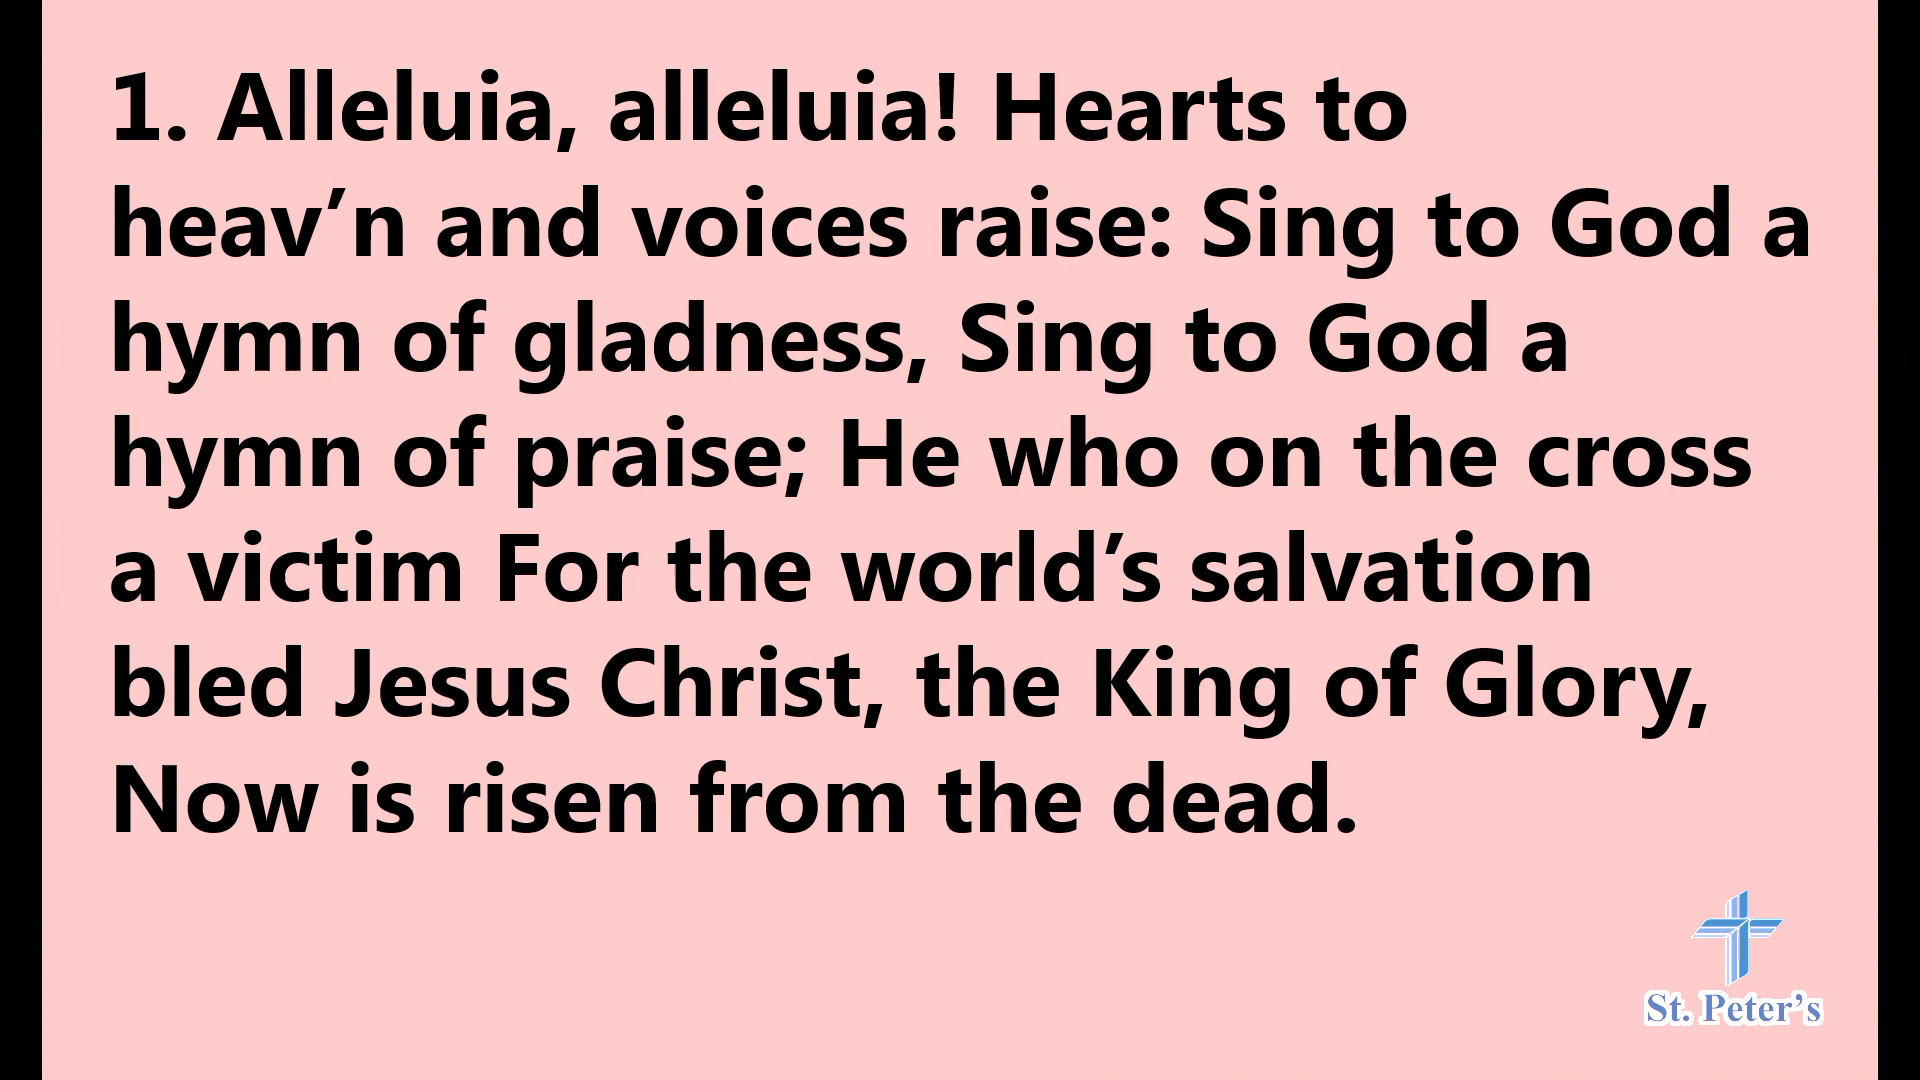 1. Alleluia, alleluia! Hearts to
heav’n and voices raise: Sing to God a
hymn of gladness, Sing to God a
hymn of praise; He who on the cross
a victim For the world’s salvation
bled Jesus Christ, the King of Glory,
Now is risen from the dead.
St. Peter’s